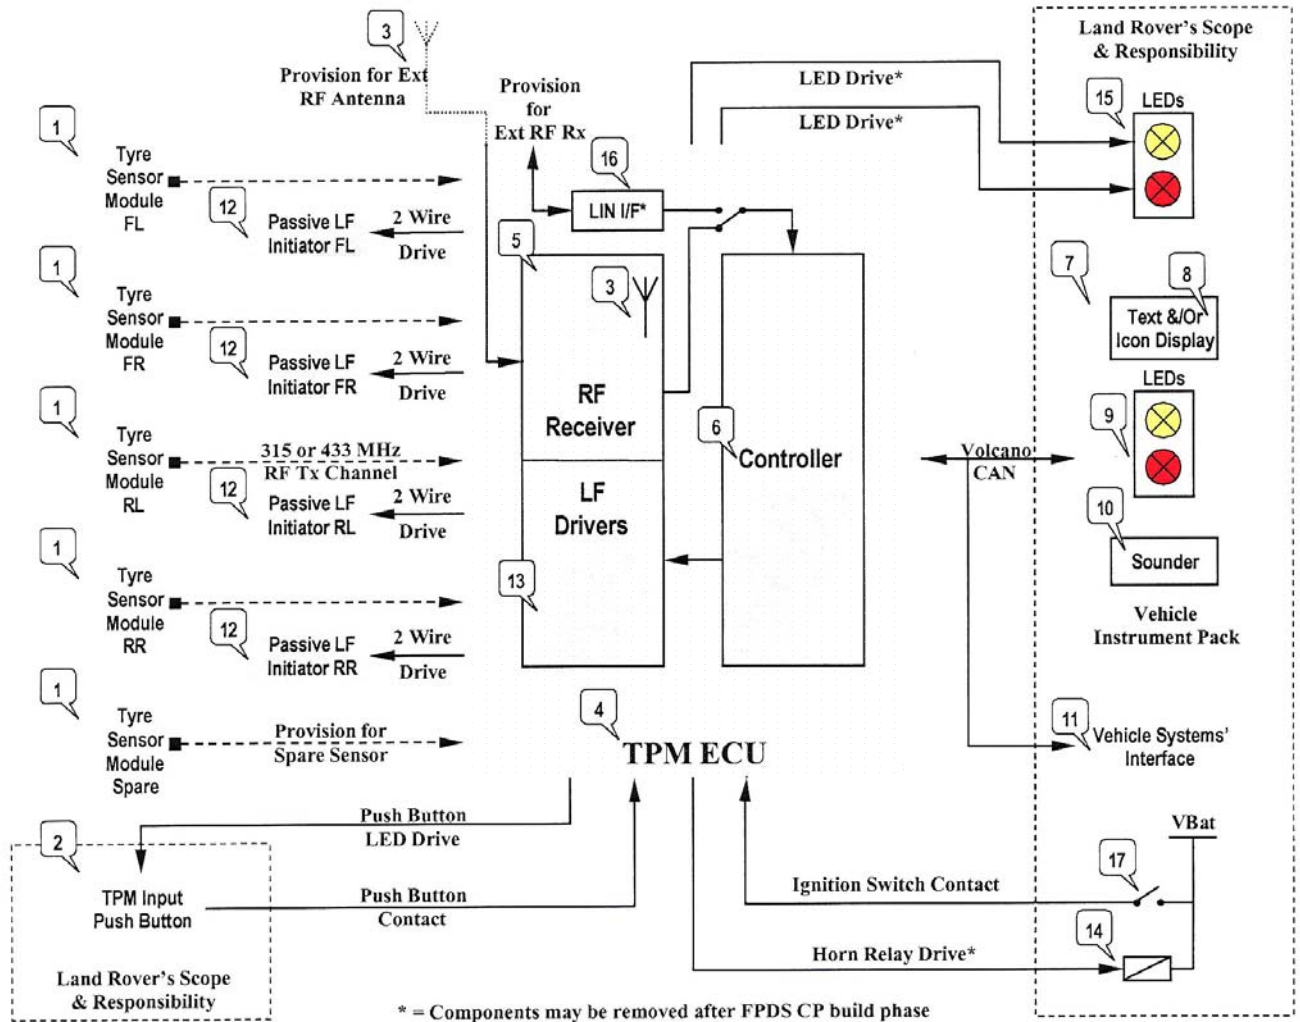 3
Provision for Ext
RF Antenna
Provision
for
Ext RF Rx
LED Drive*
LED Drive*
Land Rover's Scope
& Responsibility
15
LEDs
1
Tyre
Sensor
Module
FL
12
Passive LF
Initiator FL
2 Wire
Drive
16
LIN I/F*
5
3
1
Tyre
Sensor
Module
FR
12
Passive LF
Initiator FR
2 Wire
Drive
7
8
Text &/Or
Icon Display
LEDs
9
RF
Receiver
6
Controller
1
Tyre
Sensor
Module
RL
315 or 433 MHz
RF Tx Channel
12
Passive LF
Initiator RL
2 Wire
Drive
LF
Drivers
13
Volcano
CAN
10
Sounder
Vehicle
Instrument Pack
1
Tyre
Sensor
Module
RR
12
Passive LF
Initiator RR
2 Wire
Drive
1
Tyre
Sensor
Module
Spare
Provision for
Spare Sensor
4
TPM ECU
11
Vehicle Systems'
Interface
Push Button
LED Drive
2
TPM Input
Push Button
Push Button
Contact
Land Rover's Scope
& Responsibility
VBat
17
Ignition Switch Contact
14
Horn Relay Drive*
* = Components may be removed after FPDS CP build phase